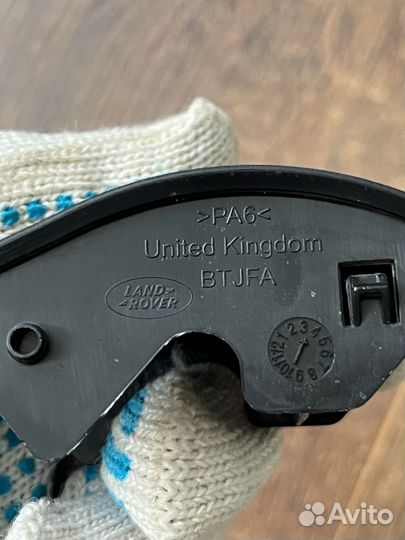 >PA6<
United Kingdom
BTJFA
LAND
ROVER
Avito